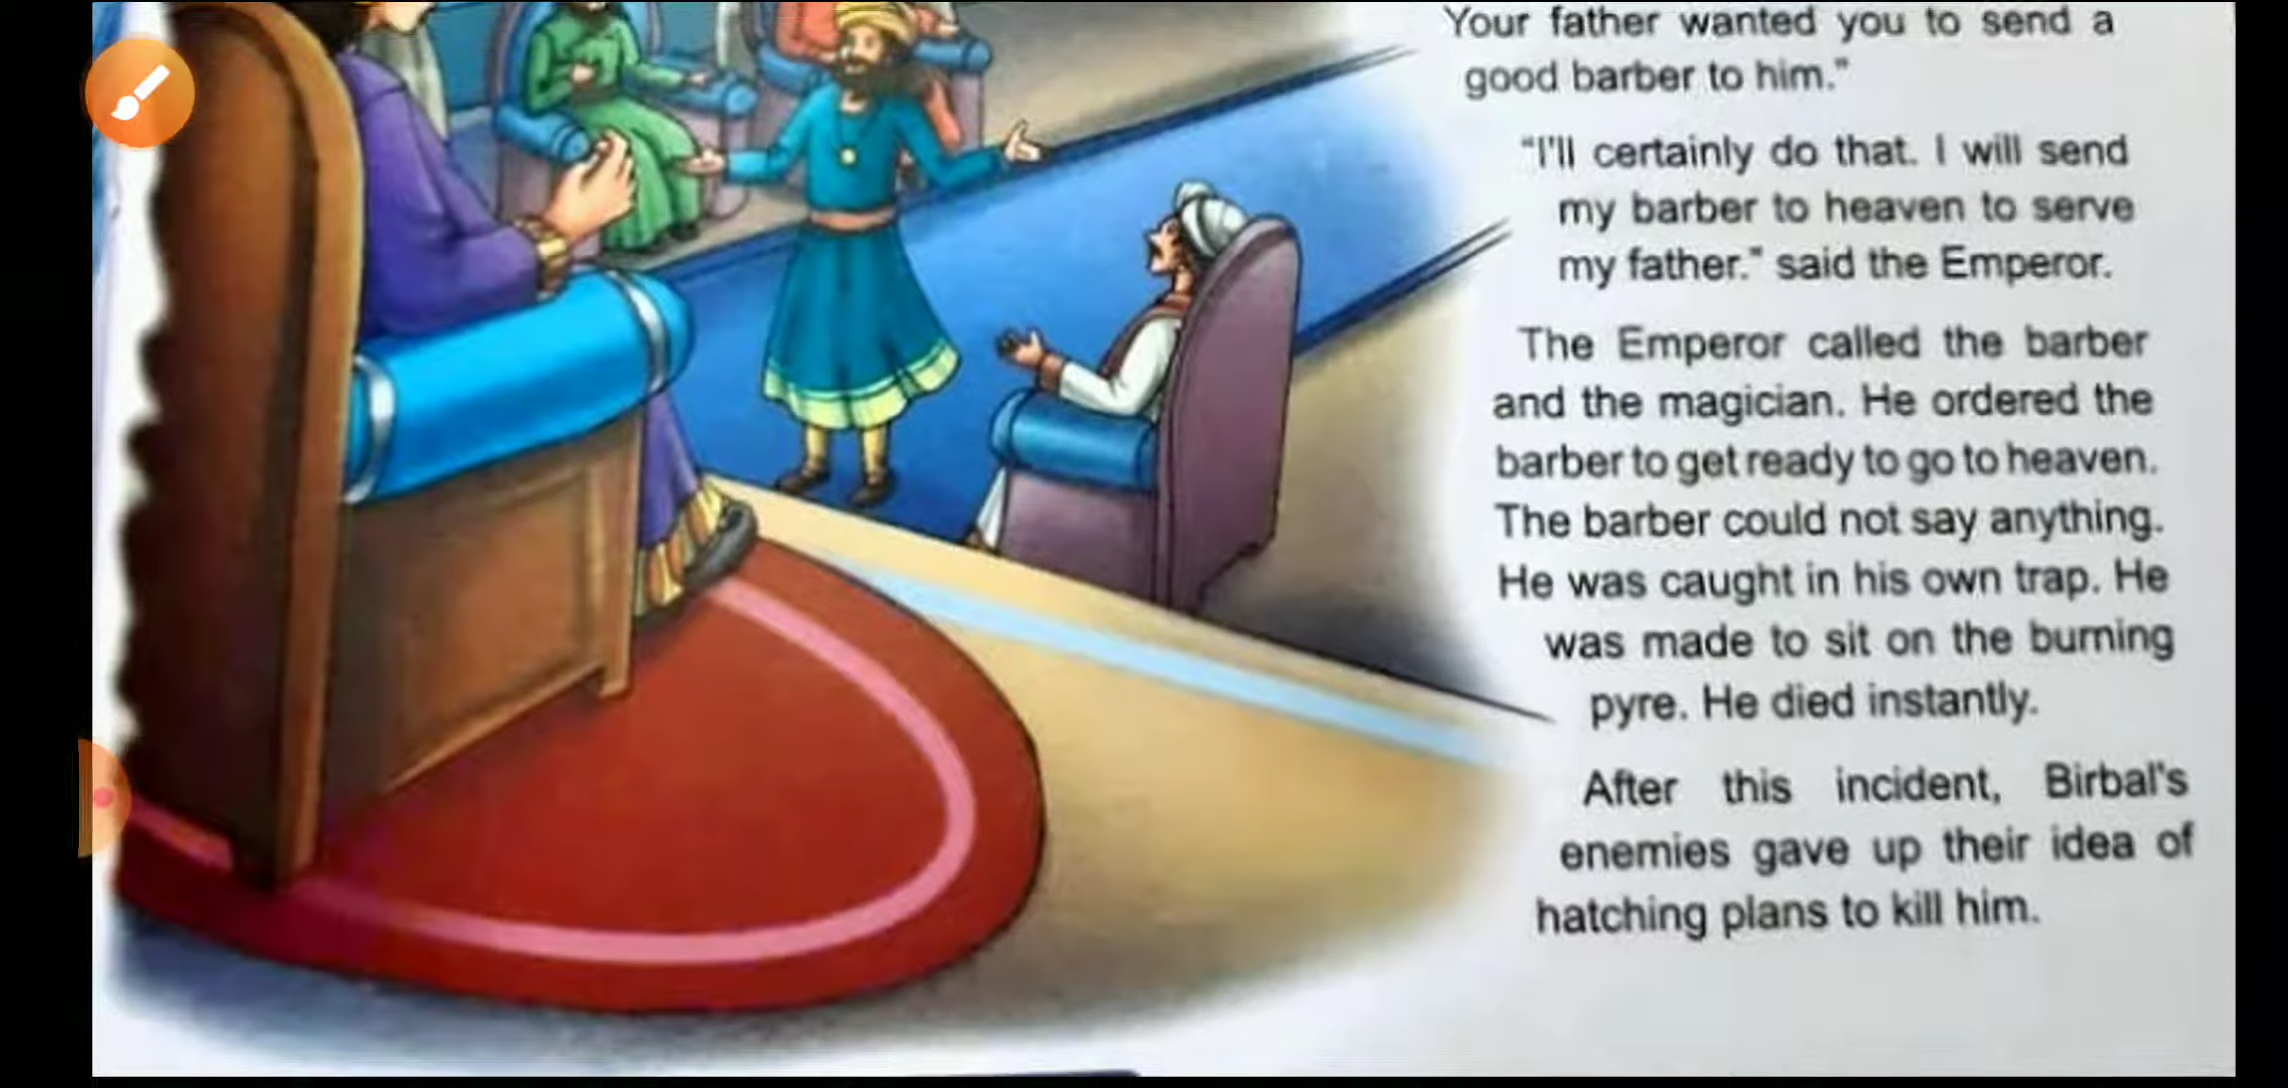 Your father wanted you to send a
good barber to him."
"I'll certainly do that. I will send
my barber to heaven to serve
my father." said the Emperor.
The Emperor called the barber
and the magician. He ordered the
barber to get ready to go to heaven.
The barber could not say anything.
He was caught in his own trap. He
was made to sit on the burning
pyre. He died instantly.
After this incident, Birbal's
enemies gave up their idea of
hatching plans to kill him.